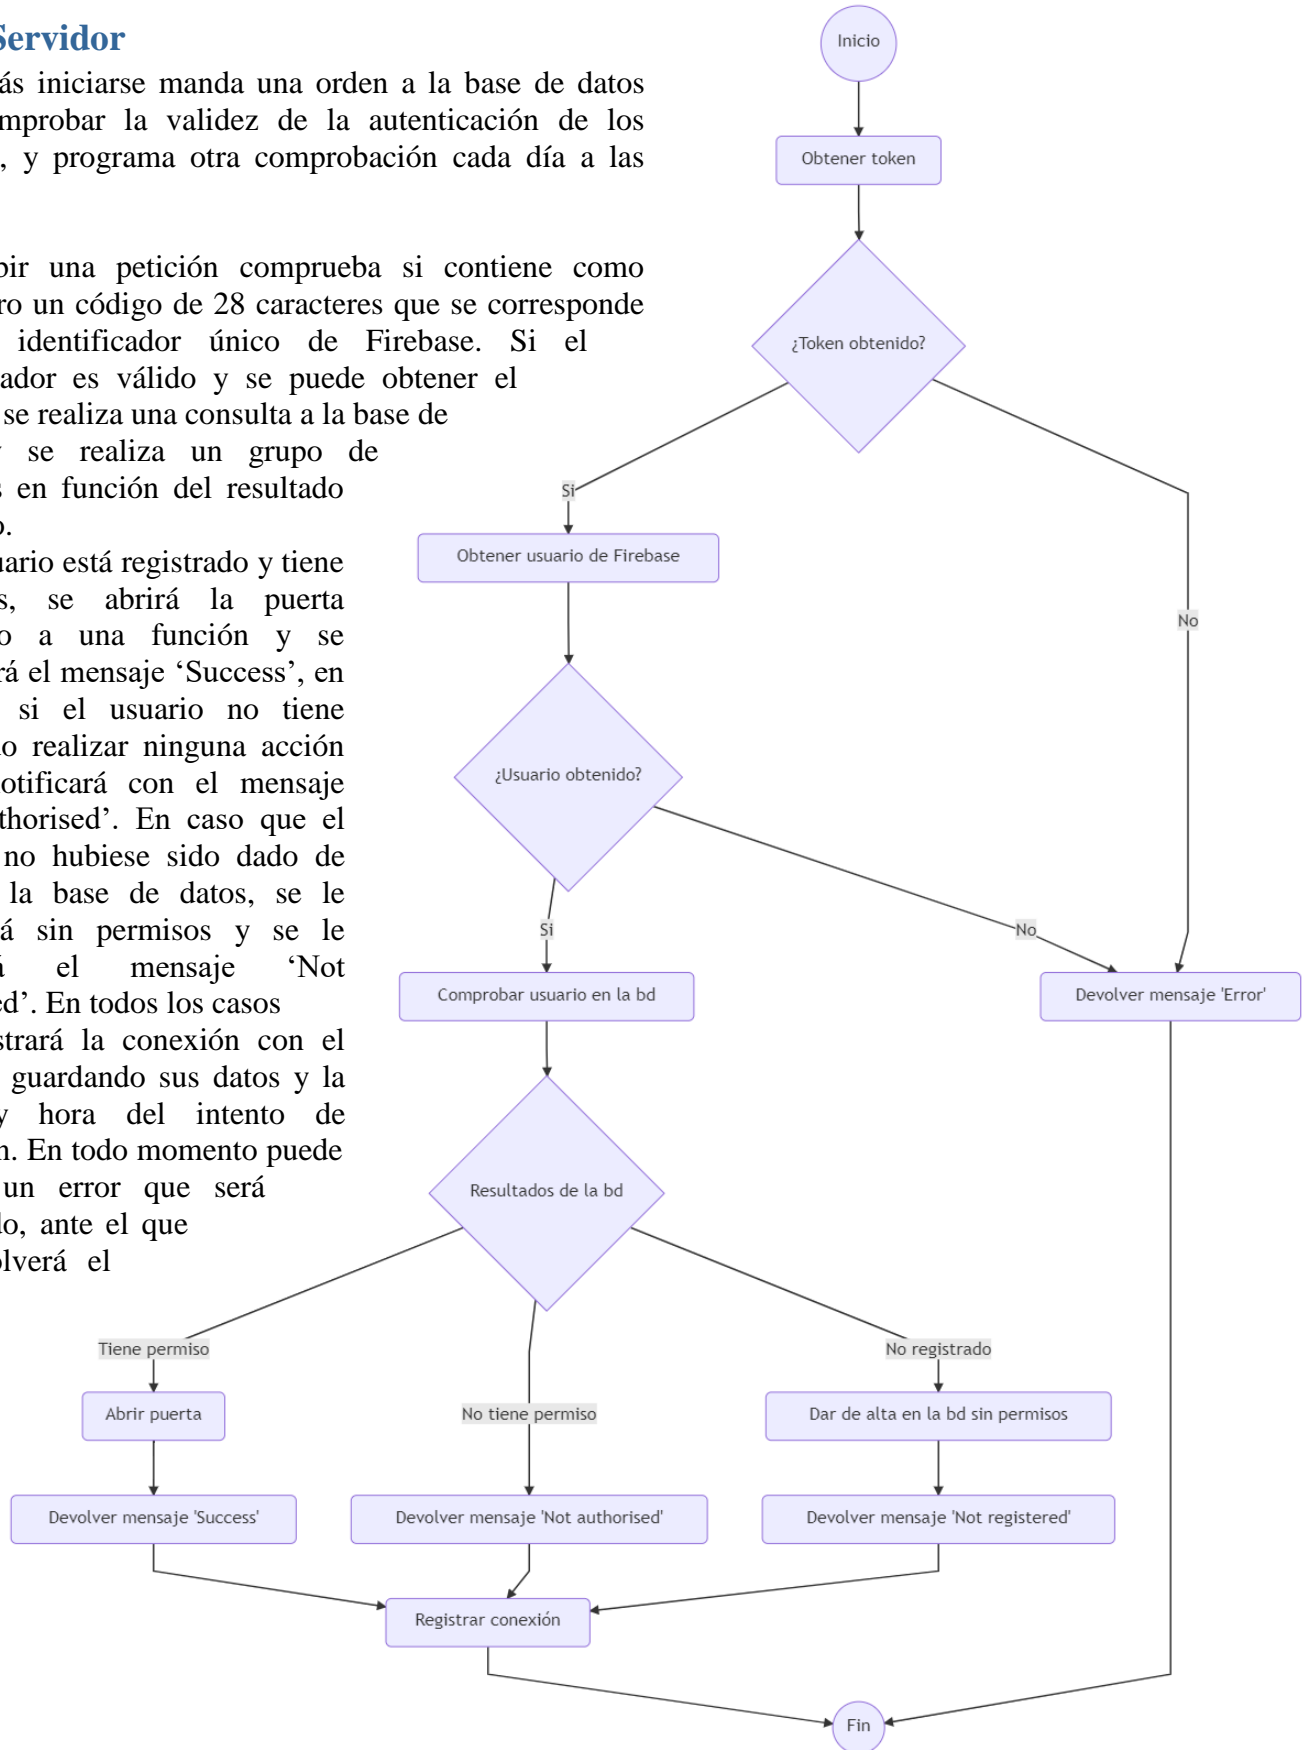 Servidor
ás iniciarse manda una orden a la base de datos
mprobar la validez de la autenticación de los
, y programa otra comprobación cada día a las
bir una petición comprueba si contiene como
ro un código de 28 caracteres que se corresponde
identificador único de Firebase. Si el
ador es válido y se puede obtener el
se realiza una consulta a la base de
y se realiza un grupo de
s en función del resultado
o.
uario está registrado y tiene
s, se abrirá la puerta
o a una función y se
rá el mensaje ‘Success’, en
si el usuario no tiene
o realizar ninguna acción
otificará con el mensaje
thorised’. En caso que el
no hubiese sido dado de
la base de datos, se le
á sin permisos y se le
á el mensaje ‘Not
ed’. En todos los casos
strará la conexión con el
guardando sus datos y la
y hora del intento de
n. En todo momento puede
un error que será
do, ante el que
olverá el
Inicio
Obtener token
¿Token obtenido?
Si
No
Obtener usuario de Firebase
¿Usuario obtenido?
Si
No
Comprobar usuario en la bd
Devolver mensaje 'Error'
Resultados de la bd
Tiene permiso
No tiene permiso
No registrado
Abrir puerta
Dar de alta en la bd sin permisos
Devolver mensaje 'Success'
Devolver mensaje 'Not authorised'
Devolver mensaje 'Not registered'
Registrar conexión
Fin